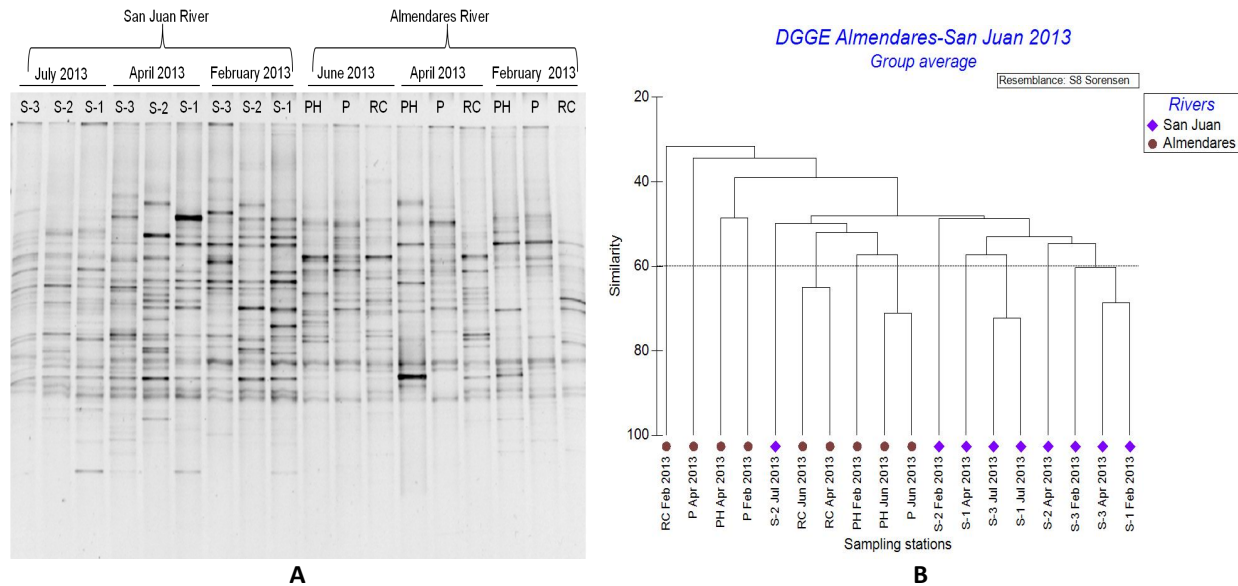 San Juan River
Almendares River
July 2013
April 2013
February 2013
June 2013
April 2013
February 2013
S-3 S-2 S-1 S-3 S-2 S-1 S-3 S-2 S-1 PH P RC PH P RC PH P RC
A
DGGE Almendares-San Juan 2013
Group average
Resemblance: S8 Sorensen
Rivers
San Juan
Almendares
20
40
60
80
100
Similarity
RC Feb 2013
P Apr 2013
PH Apr 2013
P Feb 2013
S-2 Jul 2013
RC Jun 2013
RC Apr 2013
PH Feb 2013
PH Jun 2013
P Jun 2013
S-2 Feb 2013
S-1 Apr 2013
S-3 Jul 2013
S-1 Jul 2013
S-2 Apr 2013
S-3 Feb 2013
S-3 Apr 2013
S-1 Feb 2013
Sampling stations
B